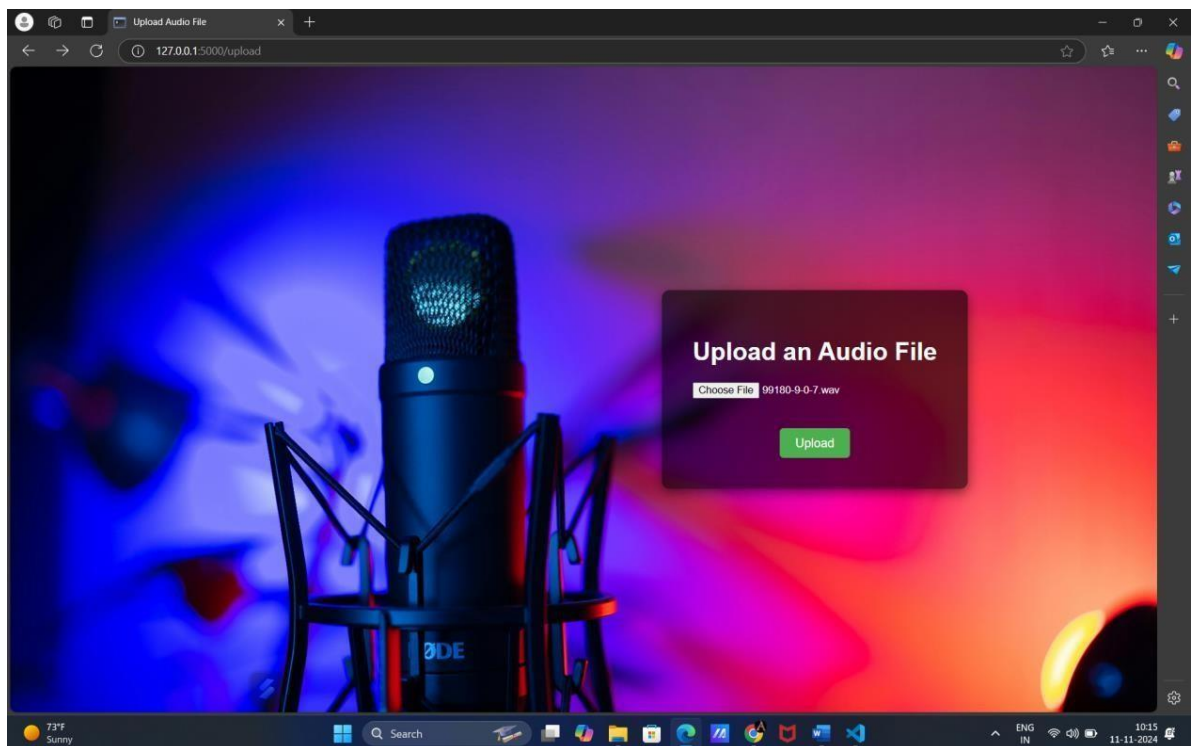 Upload Audio File
127.0.0.1:5000/upload
Upload an Audio File
Choose File 99180-9-0-7.wav
Upload
ØDE
73°F
Sunny
Search
ENG
IN
10:15
11-11-2024